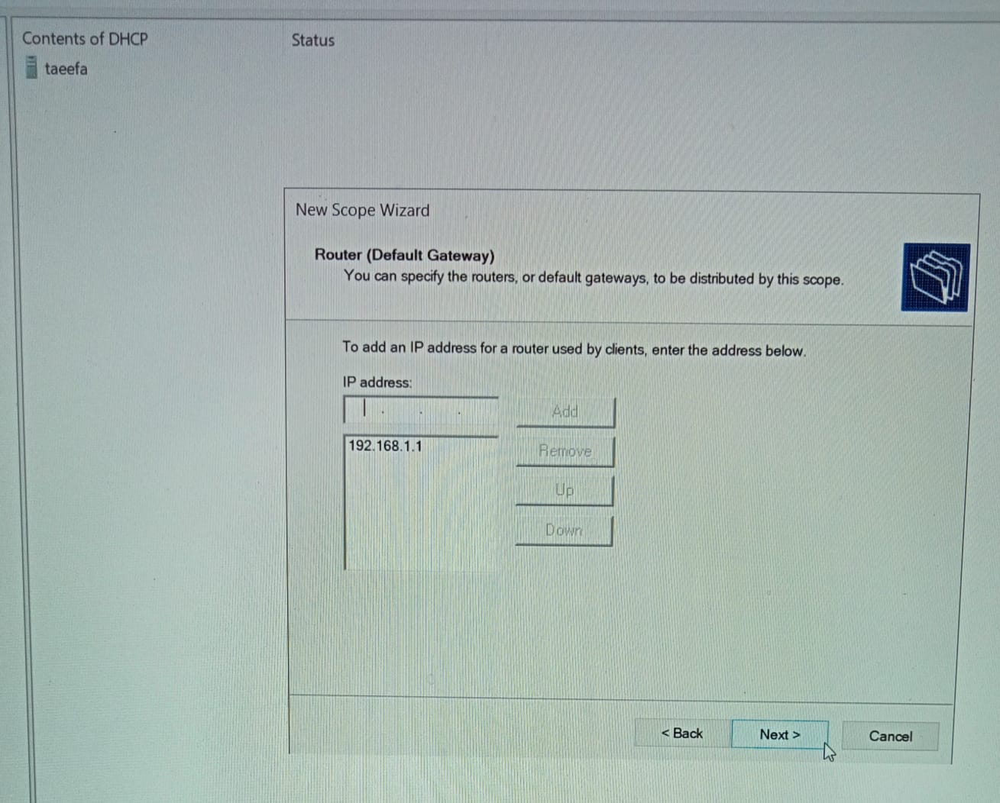 Contents of DHCP
Status
taeefa
New Scope Wizard
Router (Default Gateway)
You can specify the routers, or default gateways, to be distributed by this scope.
To add an IP address for a router used by clients, enter the address below.
IP address:
. . .
Add
192.168.1.1
Remove
Up
Down
< Back
Next >
Cancel